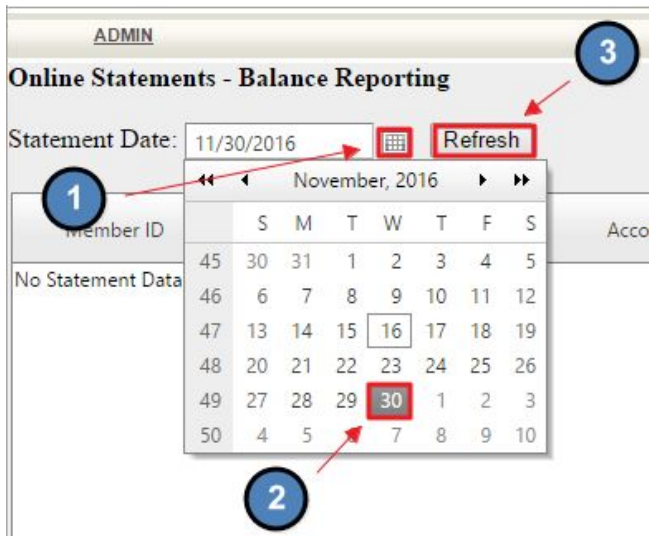 ADMIN
3
Online Statements - Balance Reporting
Statement Date: 11/30/2016 Refresh
1
November, 2016
Member ID
Acco
S M T W T F S
45 30 31 1 2 3 4 5
No Statement Data
46 6 7 8 9 10 11 12
47 13 14 15 16 17 18 19
48 20 21 22 23 24 25 26
49 27 28 29 30 1 2 3
50 4 5 7 8 9 10
2